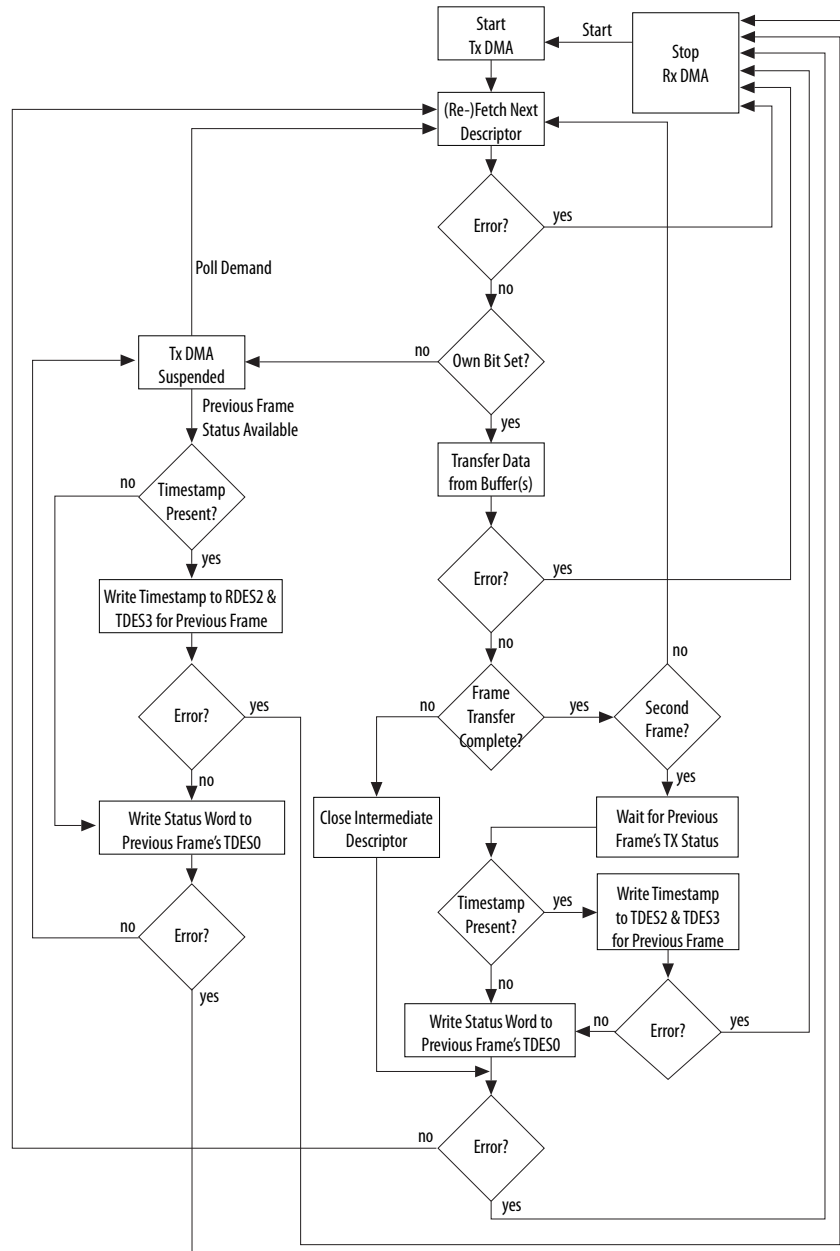 Start
Tx DMA
Start
Stop
Rx DMA
(Re-)Fetch Next
Descriptor
Error?
yes
no
Poll Demand
Tx DMA
Suspended
no
Own Bit Set?
yes
Previous Frame
Status Available
Transfer Data
from Buffer(s)
no
Timestamp
Present?
yes
Error?
yes
no
Write Timestamp to RDES2 &
TDES3 for Previous Frame
no
Error?
yes
no
no
Frame
Transfer
Complete?
yes
Second
Frame?
yes
Write Status Word to
Previous Frame's TDES0
Close Intermediate
Descriptor
Wait for Previous
Frame's TX Status
no
Error?
yes
Timestamp
Present?
yes
no
Write Timestamp
to TDES2 & TDES3
for Previous Frame
Write Status Word to
Previous Frame's TDES0
no
Error?
yes
no
Error?
yes